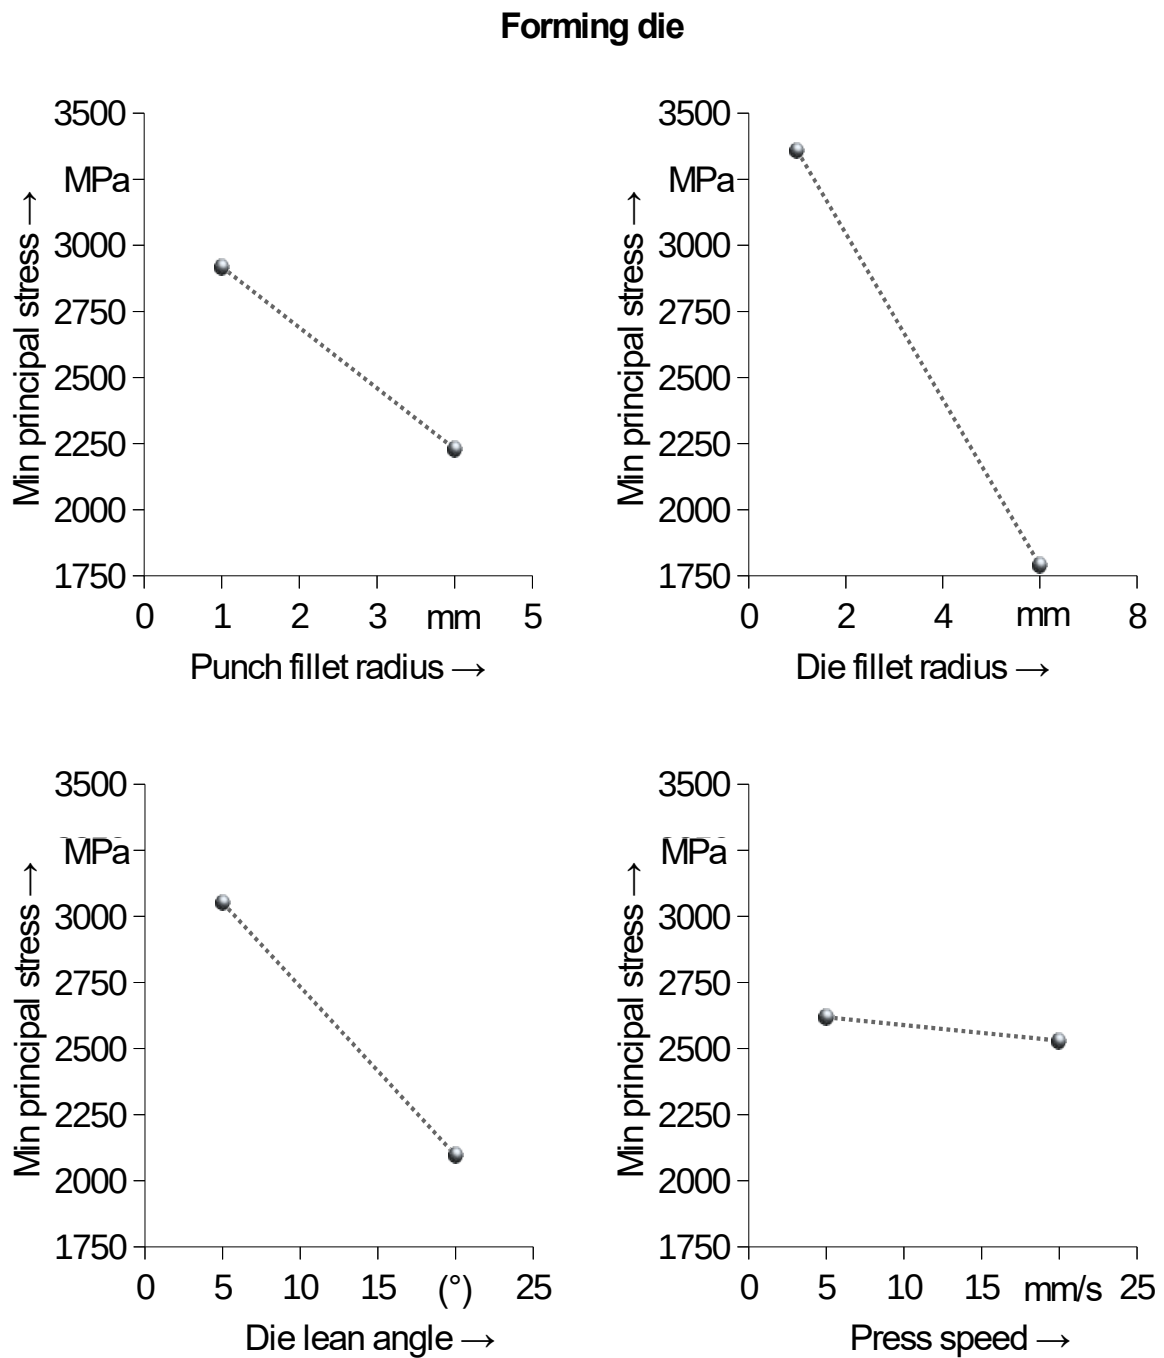 Forming die
3500
MPa
3000
2750
2500
2250
2000
1750
Min principal stress →
0 1 2 3 mm 5
Punch fillet radius →
3500
MPa
3000
2750
2500
2250
2000
1750
Min principal stress →
0 2 4 mm 8
Die fillet radius →
3500
MPa
3000
2750
2500
2250
2000
1750
Min principal stress →
0 5 10 15 (°) 25
Die lean angle →
3500
MPa
3000
2750
2500
2250
2000
1750
Min principal stress →
0 5 10 15 mm/s 25
Press speed →